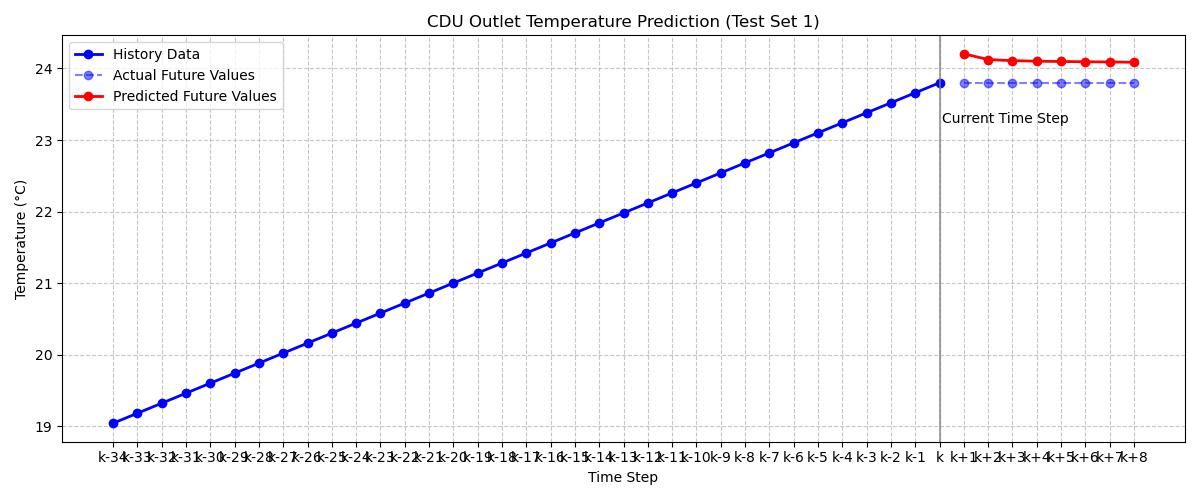 CDU Outlet Temperature Prediction (Test Set 1)
History Data
Actual Future Values
Predicted Future Values
Current Time Step
Temperature (°C)
24
23
22
21
20
19
k-34 k-33 k-32 k-31 k-30 k-29 k-28 k-27 k-26 k-25 k-24 k-23 k-22 k-21 k-20 k-19 k-18 k-17 k-16 k-15 k-14 k-13 k-12 k-11 k-10 k-9 k-8 k-7 k-6 k-5 k-4 k-3 k-2 k-1 k k+1 k+2 k+3 k+4 k+5 k+6 k+7 k+8
Time Step